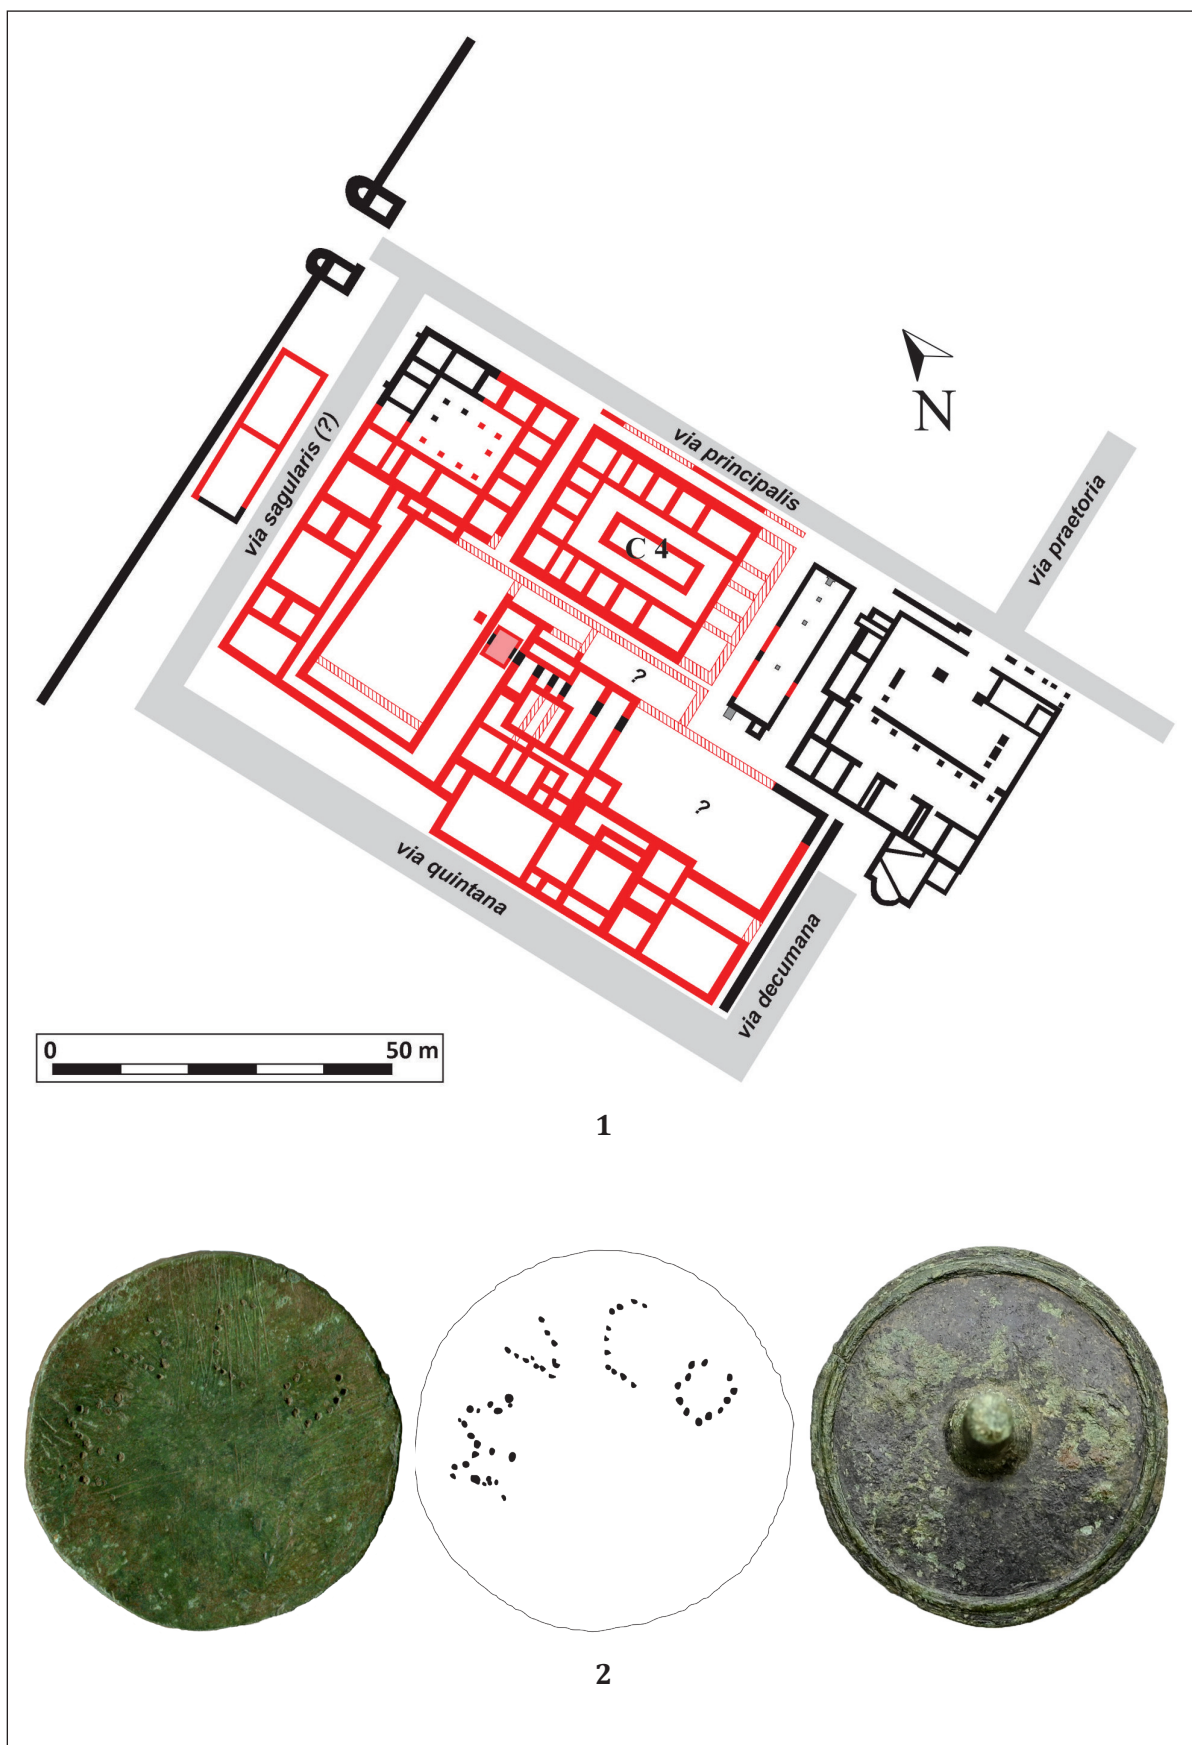 via principalis
via praetoria
N
via sagularis (?)
C 4
?
?
via quintana
via decumana
0 50 m
1
2